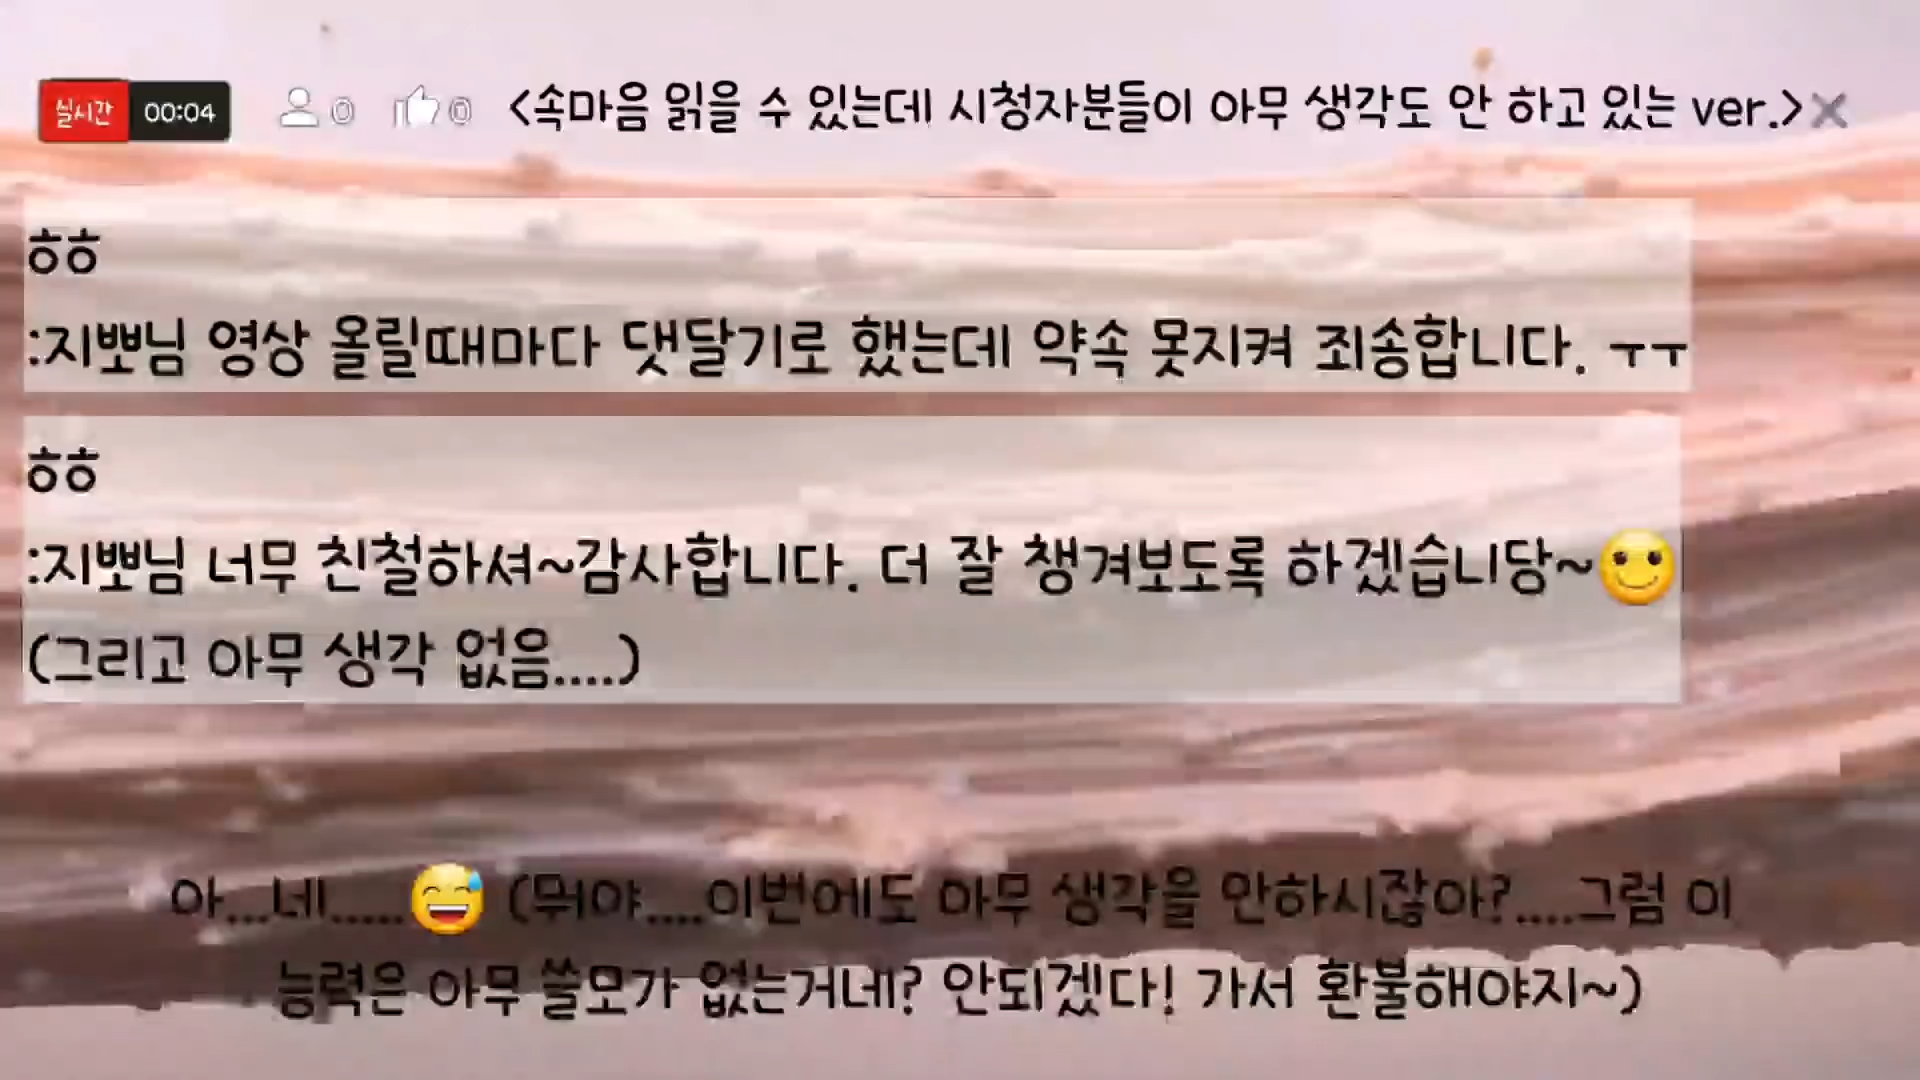 실시간 00:04 0 0 <속마음 읽을 수 있는데 시청자분들이 아무 생각도 안 하고 있는 ver.>
ㅎㅎ
:지뽀님 영상 올릴때마다 댓달기로 했는데 약속 못지켜 죄송합니다. ㅜㅜ
ㅎㅎ
:지뽀님 너무 친철하셔~감사합니다. 더 잘 챙겨보도록 하겠습니당~🙂
(그리고 아무 생각 없음....)
아...네.....😅 (뭐야....이번에도 아무 생각을 안하시잖아?....그럼 이
능력은 아무 쓸모가 없는거네? 안되겠다! 가서 환불해야지~)